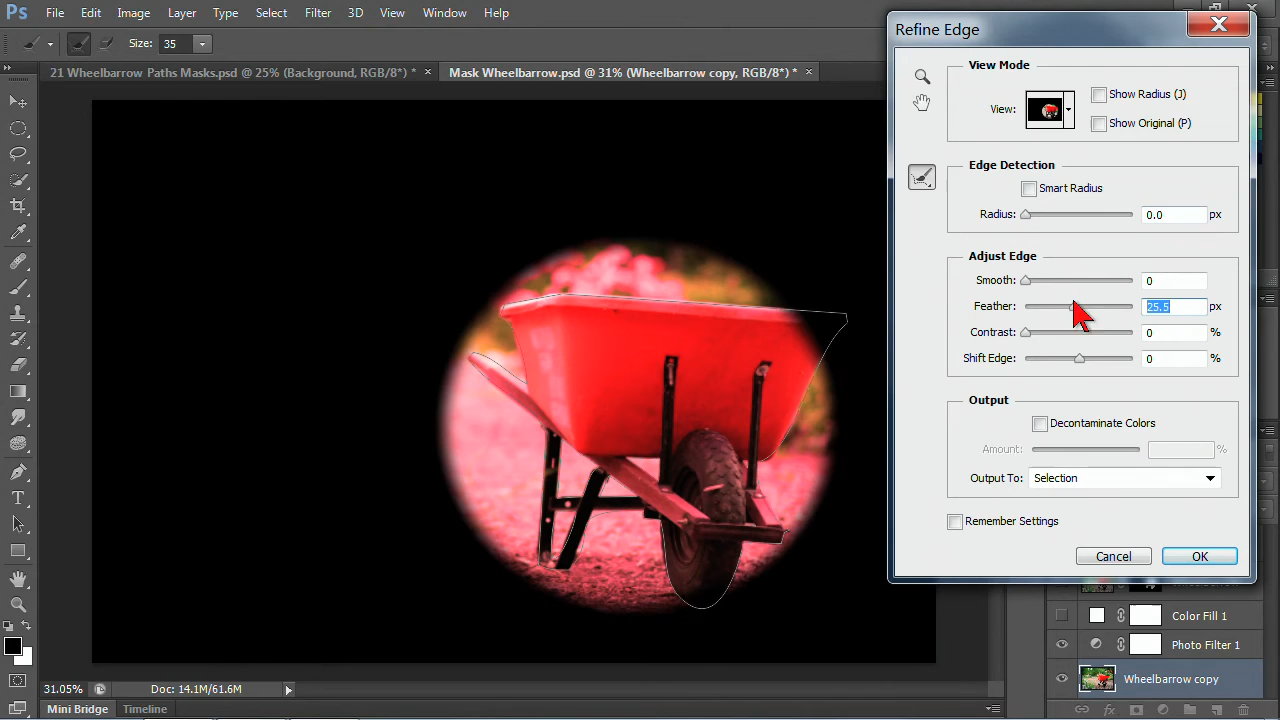 Ps File Edit Image Layer Type Select Filter 3D View Window Help
Size: 35
21 Wheelbarrow Paths Masks.psd @ 25% (Background, RGB/8*) * ×
Mask Wheelbarrow.psd @ 31% (Wheelbarrow copy, RGB/8*) * ×
Refine Edge
View Mode
View:
Show Radius (J)
Show Original (P)
Edge Detection
Smart Radius
Radius: 0.0 px
Adjust Edge
Smooth: 0
Feather: 25.5 px
Contrast: 0 %
Shift Edge: 0 %
Output
Decontaminate Colors
Amount: %
Output To: Selection
Remember Settings
Cancel OK
Color Fill 1
Photo Filter 1
Wheelbarrow copy
31.05% Doc: 14.1M/61.6M
Mini Bridge Timeline